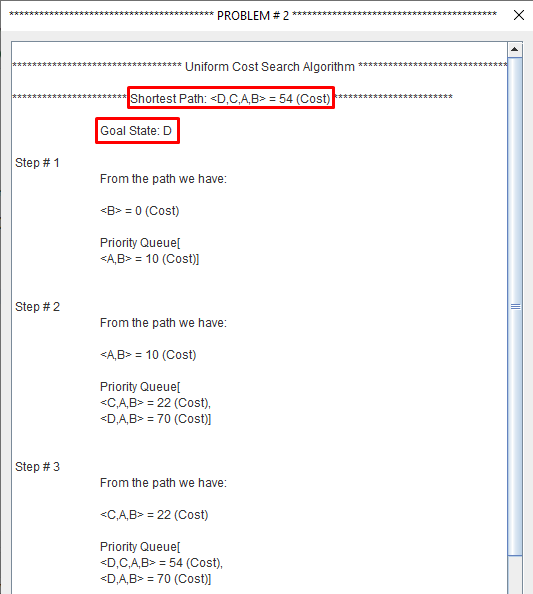 **************************************** PROBLEM # 2 ****************************************
********************************** Uniform Cost Search Algorithm ******************************
***********************Shortest Path: <D,C,A,B> = 54 (Cost)************************
Goal State: D
Step # 1
From the path we have:
<B> = 0 (Cost)
Priority Queue[
<A,B> = 10 (Cost)]
Step # 2
From the path we have:
<A,B> = 10 (Cost)
Priority Queue[
<C,A,B> = 22 (Cost),
<D,A,B> = 70 (Cost)]
Step # 3
From the path we have:
<C,A,B> = 22 (Cost)
Priority Queue[
<D,C,A,B> = 54 (Cost),
<D,A,B> = 70 (Cost)]